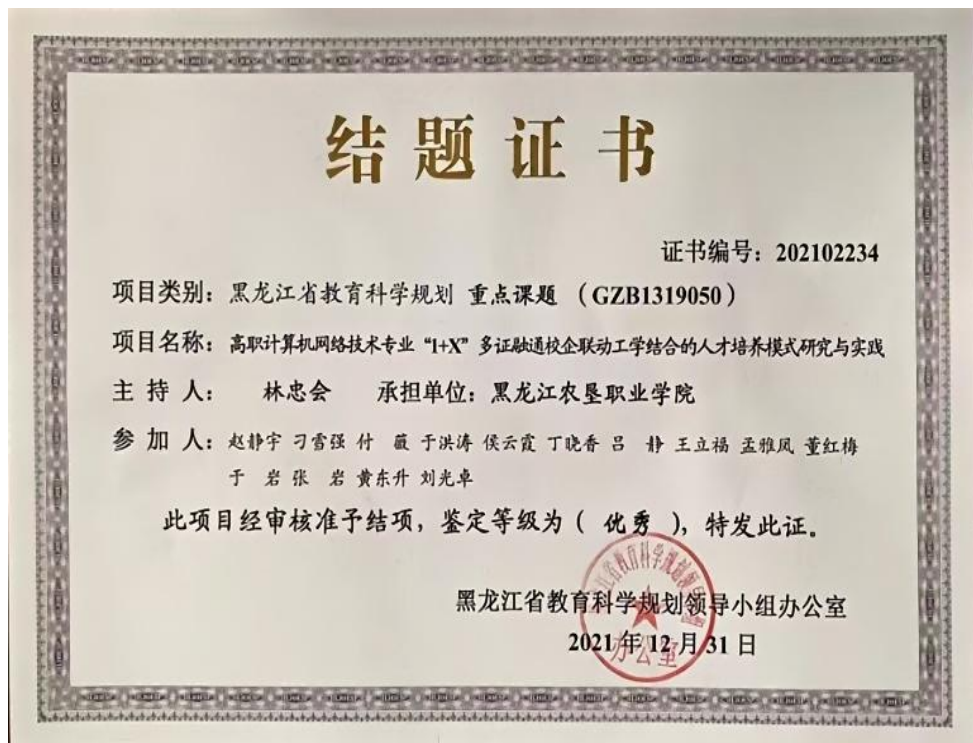 结题证书
证书编号：202102234
项目类别：黑龙江省教育科学规划 重点课题 （GZB1319050）
项目名称：高职计算机网络技术专业“1+X”多证融通校企联动工学结合的人才培养模式研究与实践
主 持 人： 林忠会 承担单位：黑龙江农垦职业学院
参 加 人：赵静宇 刁雪强 付 薇 于洪涛 侯云霞 丁晓香 吕 静 王立福 孟雅凤 董红梅
于 岩 张 岩 黄东升 刘光卓
此项目经审核准予结项，鉴定等级为（ 优秀 ），特发此证。
黑龙江省教育科学规划领导小组办公室
2021 年 12 月 31 日
办公室